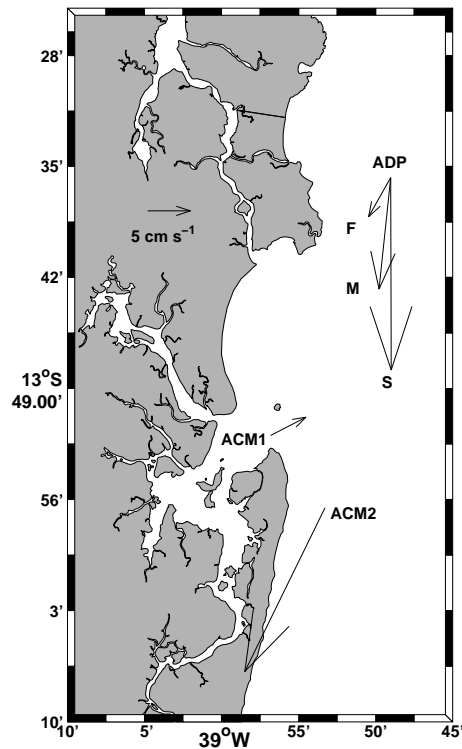 28'
35'
ADP
F
5 cm s⁻¹
42'
M
S
13°S
49.00'
ACM1
56'
ACM2
3'
10'
10' 5' 39°W 55' 50' 45'